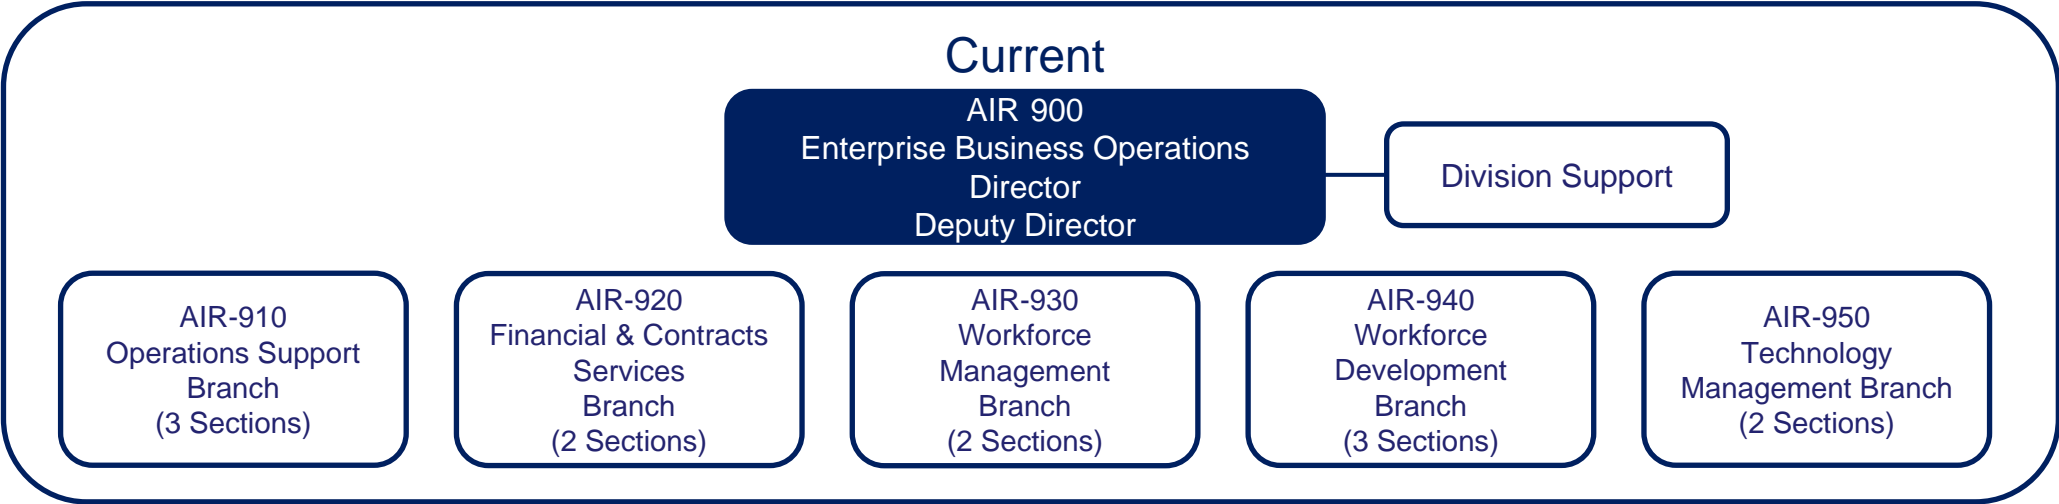 Current
AIR 900
Enterprise Business Operations
Director
Deputy Director
Division Support
AIR-910
Operations Support
Branch
(3 Sections)
AIR-920
Financial & Contracts
Services
Branch
(2 Sections)
AIR-930
Workforce
Management
Branch
(2 Sections)
AIR-940
Workforce
Development
Branch
(3 Sections)
AIR-950
Technology
Management Branch
(2 Sections)